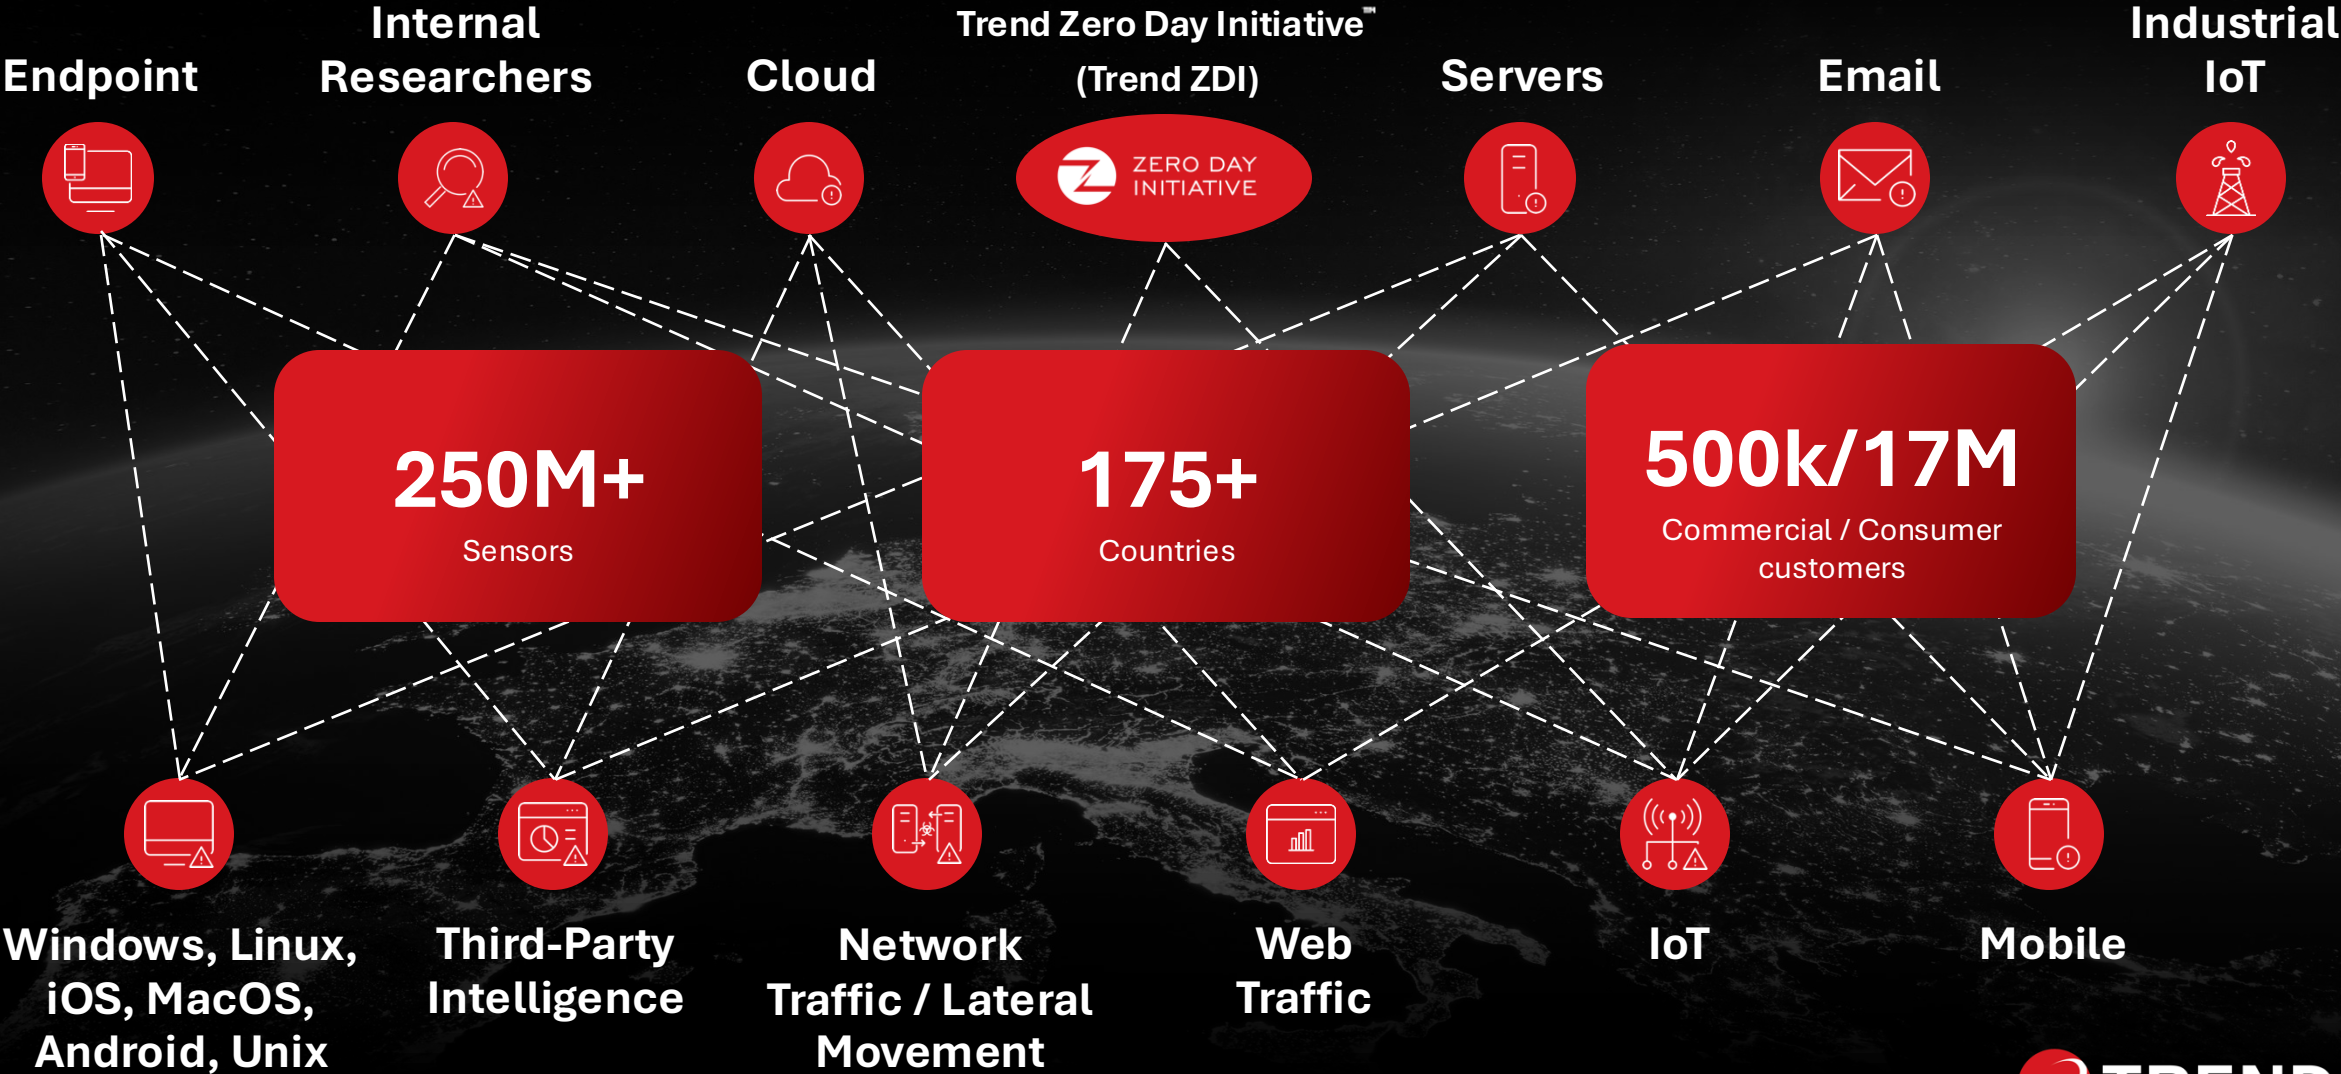 Endpoint
Internal
Researchers
Cloud
Trend Zero Day Initiative™
(Trend ZDI)
Servers
Email
Industrial
IoT
ZERO DAY
INITIATIVE
250M+
Sensors
175+
Countries
500k/17M
Commercial / Consumer
customers
Windows, Linux,
iOS, MacOS,
Android, Unix
Third-Party
Intelligence
Network
Traffic / Lateral
Movement
Web
Traffic
IoT
Mobile
TREND